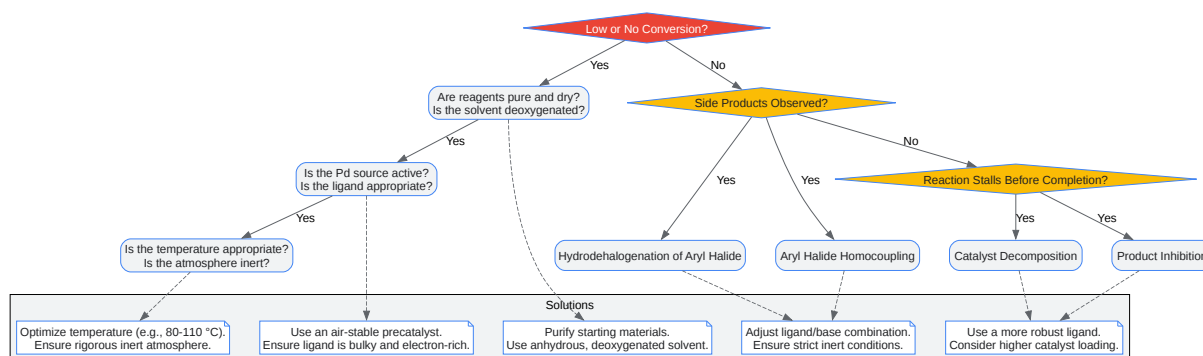 Low or No Conversion?
Yes
No
Are reagents pure and dry?
Is the solvent deoxygenated?
Side Products Observed?
Yes
No
Is the Pd source active?
Is the ligand appropriate?
Yes
Yes
Reaction Stalls Before Completion?
Yes
Yes
Yes
Is the temperature appropriate?
Is the atmosphere inert?
Hydrodehalogenation of Aryl Halide
Aryl Halide Homocoupling
Catalyst Decomposition
Product Inhibition
Solutions
Optimize temperature (e.g., 80-110 °C).
Ensure rigorous inert atmosphere.
Use an air-stable precatalyst.
Ensure ligand is bulky and electron-rich.
Purify starting materials.
Use anhydrous, deoxygenated solvent.
Adjust ligand/base combination.
Ensure strict inert conditions.
Use a more robust ligand.
Consider higher catalyst loading.